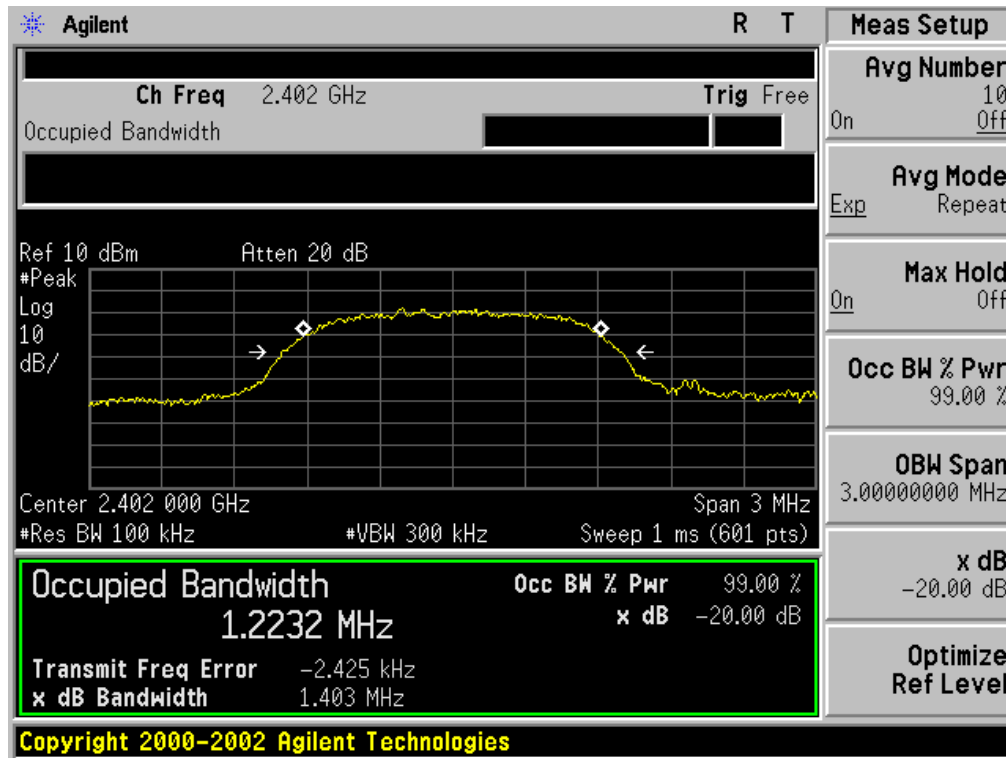 Agilent R T
Ch Freq 2.402 GHz Trig Free
Occupied Bandwidth
Ref 10 dBm Atten 20 dB
#Peak
Log
10
dB/
Center 2.402 000 GHz Span 3 MHz
#Res BW 100 kHz #VBW 300 kHz Sweep 1 ms (601 pts)
Occupied Bandwidth
1.2232 MHz
Occ BW % Pwr 99.00 %
x dB -20.00 dB
Transmit Freq Error -2.425 kHz
x dB Bandwidth 1.403 MHz
Copyright 2000-2002 Agilent Technologies
Meas Setup
Avg Number
10
On Off
Avg Mode
Exp Repeat
Max Hold
On Off
Occ BW % Pwr
99.00 %
OBW Span
3.00000000 MHz
x dB
-20.00 dB
Optimize
Ref Level